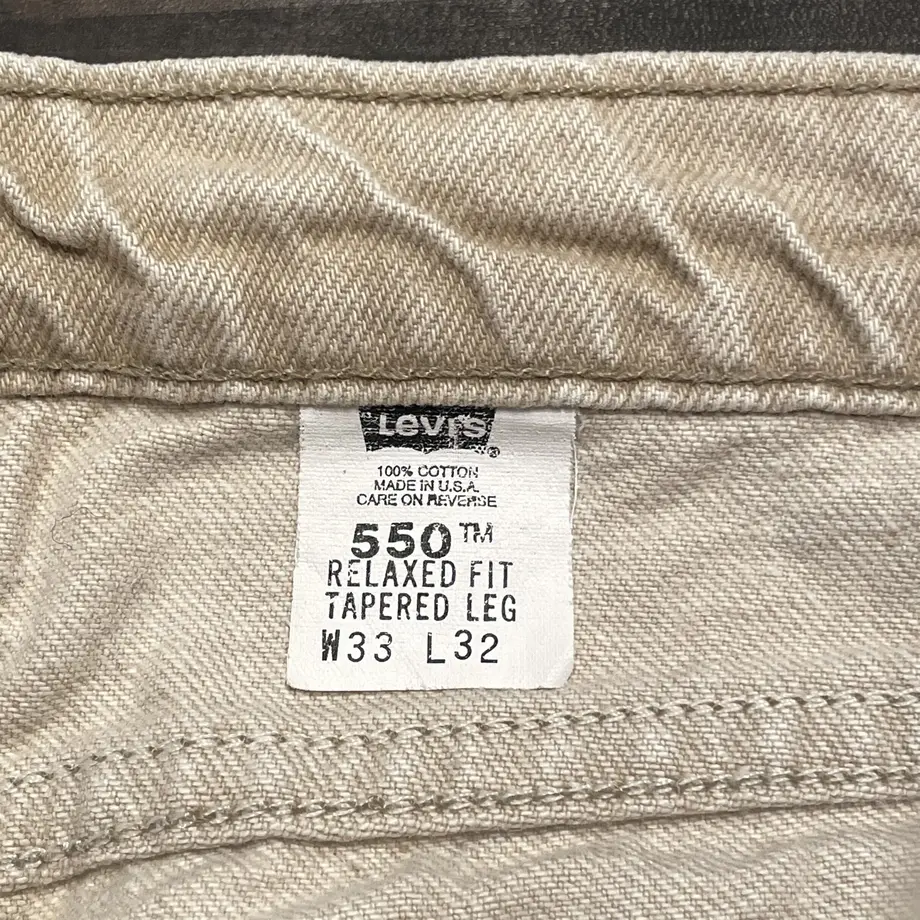 Levi's®
100% COTTON
MADE IN U.S.A.
CARE ON REVERSE
550™
RELAXED FIT
TAPERED LEG
W33 L32